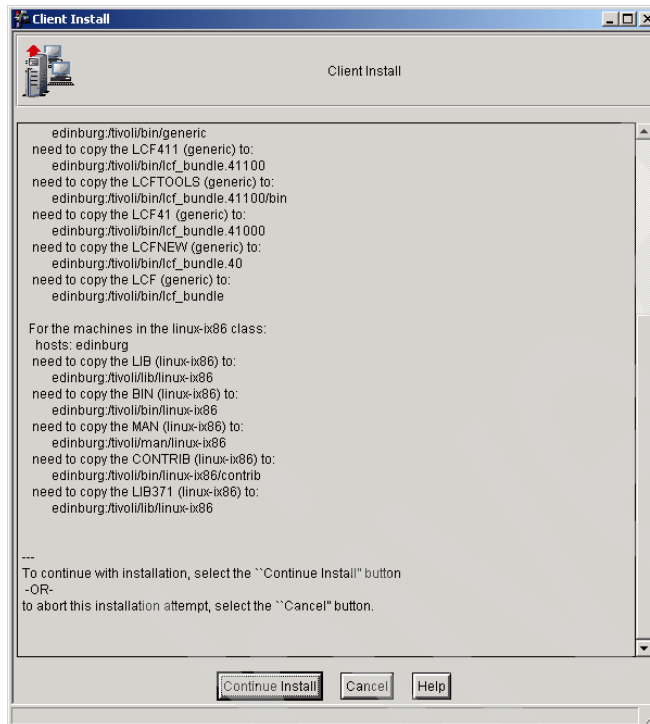 Client Install
Client Install
edinburg:/tivoli/bin/generic
need to copy the LCF411 (generic) to:
edinburg:/tivoli/bin/lcf_bundle.41100
need to copy the LCFTOOLS (generic) to:
edinburg:/tivoli/bin/lcf_bundle.41100/bin
need to copy the LCF41 (generic) to:
edinburg:/tivoli/bin/lcf_bundle.41000
need to copy the LCFNEW (generic) to:
edinburg:/tivoli/bin/lcf_bundle.40
need to copy the LCF (generic) to:
edinburg:/tivoli/bin/lcf_bundle
For the machines in the linux-ix86 class:
hosts: edinburg
need to copy the LIB (linux-ix86) to:
edinburg:/tivoli/lib/linux-ix86
need to copy the BIN (linux-ix86) to:
edinburg:/tivoli/bin/linux-ix86
need to copy the MAN (linux-ix86) to:
edinburg:/tivoli/man/linux-ix86
need to copy the CONTRIB (linux-ix86) to:
edinburg:/tivoli/bin/linux-ix86/contrib
need to copy the LIB371 (linux-ix86) to:
edinburg:/tivoli/lib/linux-ix86
---
To continue with installation, select the ``Continue Install'' button
-OR-
to abort this installation attempt, select the ``Cancel'' button.
Continue Install Cancel Help